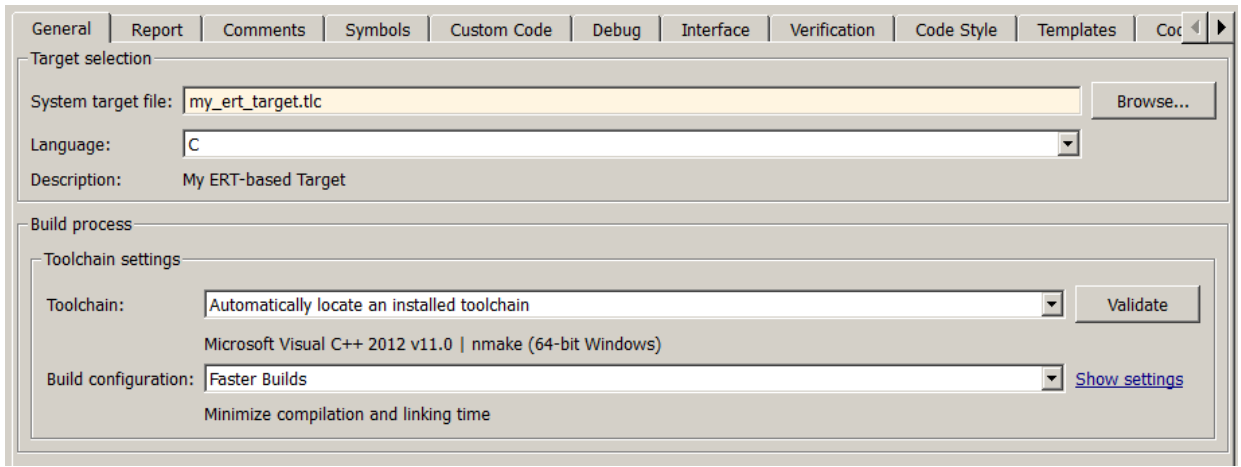 General Report Comments Symbols Custom Code Debug Interface Verification Code Style Templates
Target selection
System target file: my_ert_target.tlc Browse...
Language: C
Description: My ERT-based Target
Build process
Toolchain settings
Toolchain: Automatically locate an installed toolchain Validate
Microsoft Visual C++ 2012 v11.0 | nmake (64-bit Windows)
Build configuration: Faster Builds Show settings
Minimize compilation and linking time